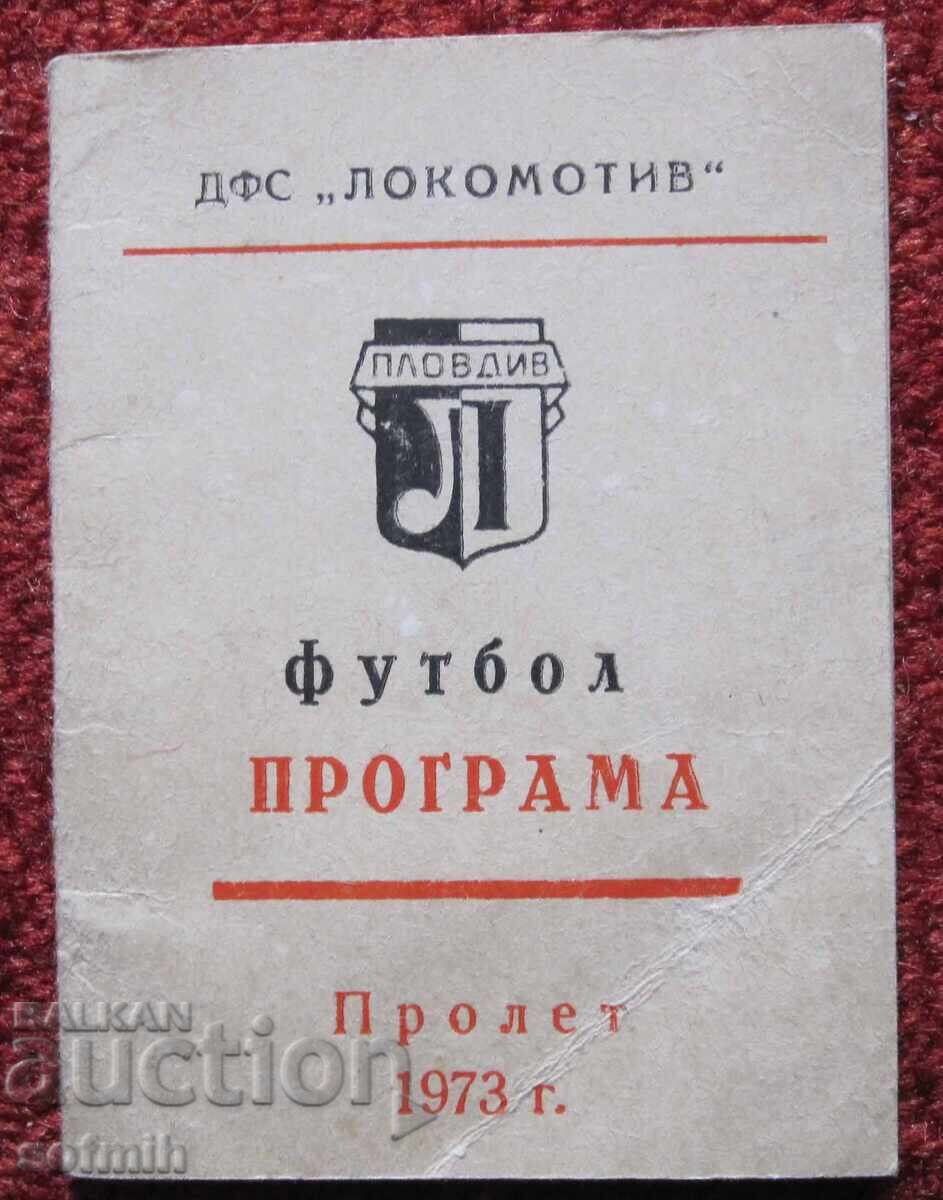 ДФС „ЛОКОМОТИВ“
ПЛОВДИВ
Л
футбол
ПРОГРАМА
Пролет
1973 г.
BALKAN
auction
sofmih